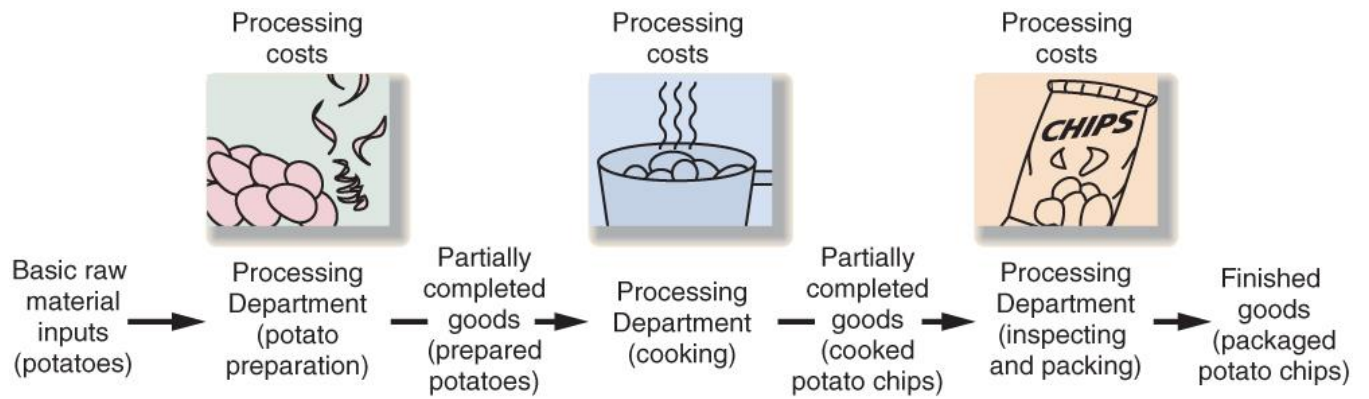 Processing
costs
Processing
costs
Processing
costs
CHIPS
Basic raw
material
inputs
(potatoes)
Processing
Department
(potato
preparation)
Partially
completed
goods
(prepared
potatoes)
Processing
Department
(cooking)
Partially
completed
goods
(cooked
potato chips)
Processing
Department
(inspecting
and packing)
Finished
goods
(packaged
potato chips)